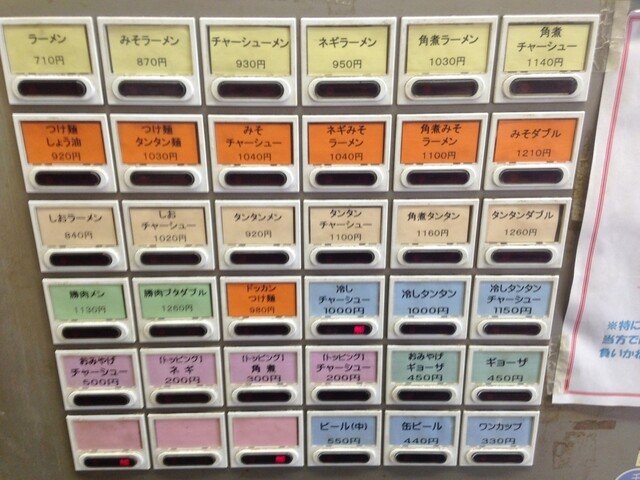 ラーメン
710円
みそラーメン
870円
チャーシューメン
930円
ネギラーメン
950円
角煮ラーメン
1030円
角煮
チャーシュー
1140円
つけ麺
しょう油
920円
つけ麺
タンタン麺
1030円
みそ
チャーシュー
1040円
ネギみそ
ラーメン
1040円
角煮みそ
ラーメン
1100円
みそダブル
1210円
しおラーメン
840円
しお
チャーシュー
1020円
タンタンメン
920円
タンタン
チャーシュー
1100円
角煮タンタン
1160円
タンタンダブル
1260円
勝肉メン
1130円
勝肉ブタダブル
1260円
ドッカン
つけ麺
980円
冷し
チャーシュー
1000円
冷しタンタン
1000円
冷しタンタン
チャーシュー
1150円
おみやげ
チャーシュー
500円
[トッピング]
ネギ
200円
[トッピング]
角煮
300円
[トッピング]
チャーシュー
200円
おみやげ
ギョーザ
450円
ギョーザ
450円
ビール(中)
550円
缶ビール
440円
ワンカップ
330円
※特に
当方で
負いか